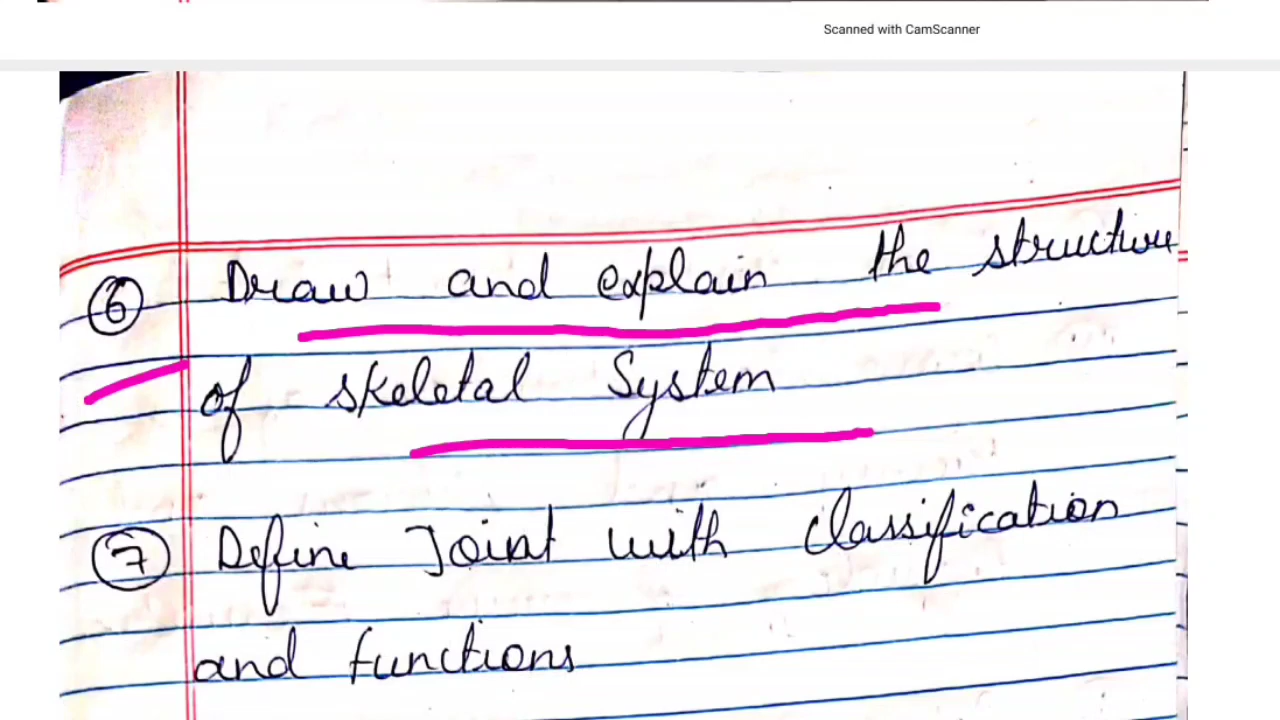 Scanned with CamScanner
6 Draw and explain the structure
of skeletal System
7 Define Joint with classification
and functions